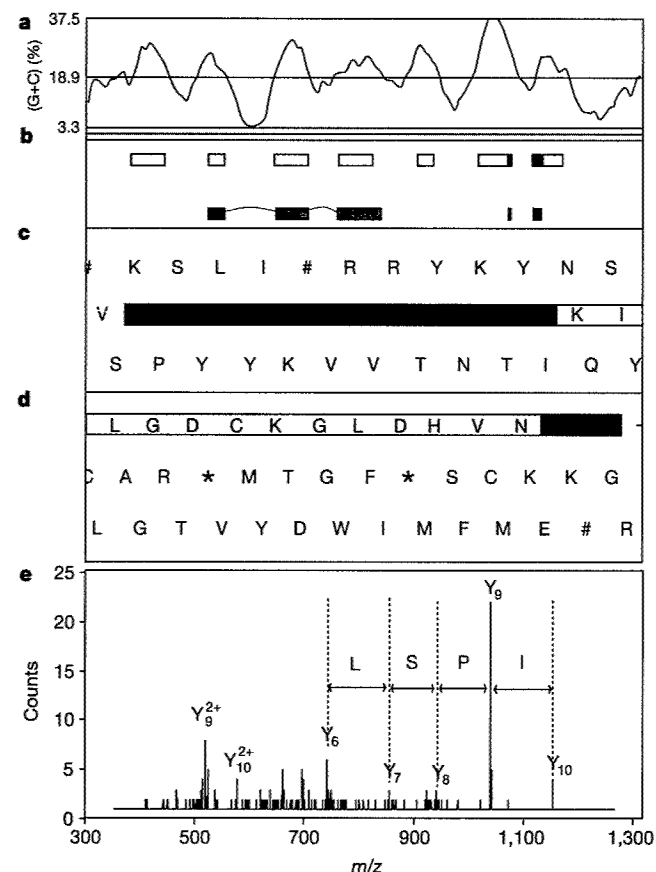 a
37.5
18.9
3.3
(G+C) (%)
b
c
# K S L I # R R Y K Y N S
V K I
S P Y Y K V V T N T I Q Y
d
L G D C K G L D H V N -
C A R * M T G F * S C K K G
L G T V Y D W I M F M E # R
e
25
20
15
10
5
0
Counts
Y9
L S P I
Y9 2+
Y10 2+
Y6
Y7
Y8
Y10
300 700 900 1,100 1,300
500
m/z